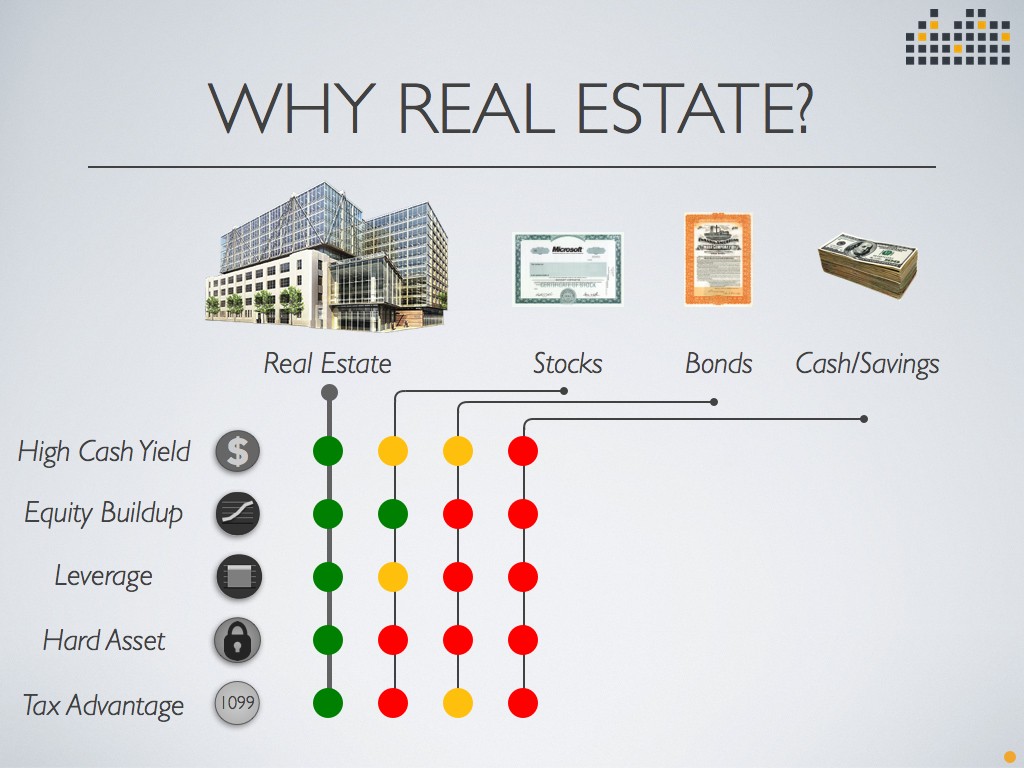 WHY REAL ESTATE?
Microsoft
Real Estate
Stocks
Bonds
Cash/Savings
High Cash Yield
$
Equity Buildup
Leverage
Hard Asset
Tax Advantage
1099